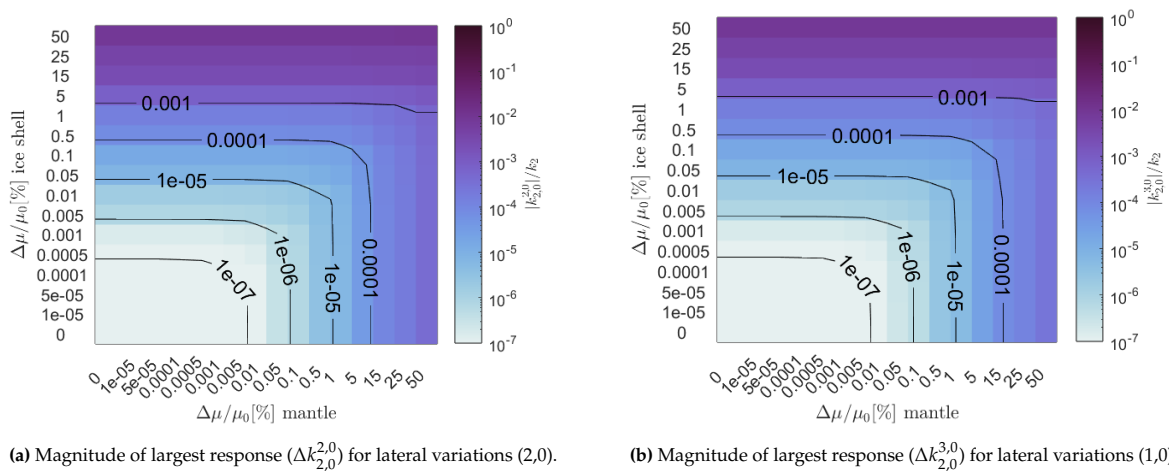 50
25
15
5
1
0.5
0.1
0.05
0.01
0.005
0.001
0.0005
0.0001
5e-05
1e-05
0
Δμ/μ₀[%] ice shell
0.001
0.0001
1e-05
1e-06
1e-07
1e-05
0.0001
0 1e-05 5e-05 0.0001 0.0005 0.001 0.005 0.01 0.05 0.1 0.5 1 5 15 25 50
Δμ/μ₀[%] mantle
10⁰
10⁻¹
10⁻²
10⁻³
10⁻⁴
10⁻⁵
10⁻⁶
10⁻⁷
|k_{2,0}^{2,0}|/k₂
(a) Magnitude of largest response (Δk_{2,0}^{2,0}) for lateral variations (2,0).
50
25
15
5
1
0.5
0.1
0.05
0.01
0.005
0.001
0.0005
0.0001
5e-05
1e-05
0
Δμ/μ₀[%] ice shell
0.001
0.0001
1e-05
1e-06
1e-07
1e-05
0.0001
0 1e-05 5e-05 0.0001 0.0005 0.001 0.005 0.01 0.05 0.1 0.5 1 5 15 25 50
Δμ/μ₀[%] mantle
10⁰
10⁻¹
10⁻²
10⁻³
10⁻⁴
10⁻⁵
10⁻⁶
10⁻⁷
|k_{2,0}^{3,0}|/k₂
(b) Magnitude of largest response (Δk_{2,0}^{3,0}) for lateral variations (1,0